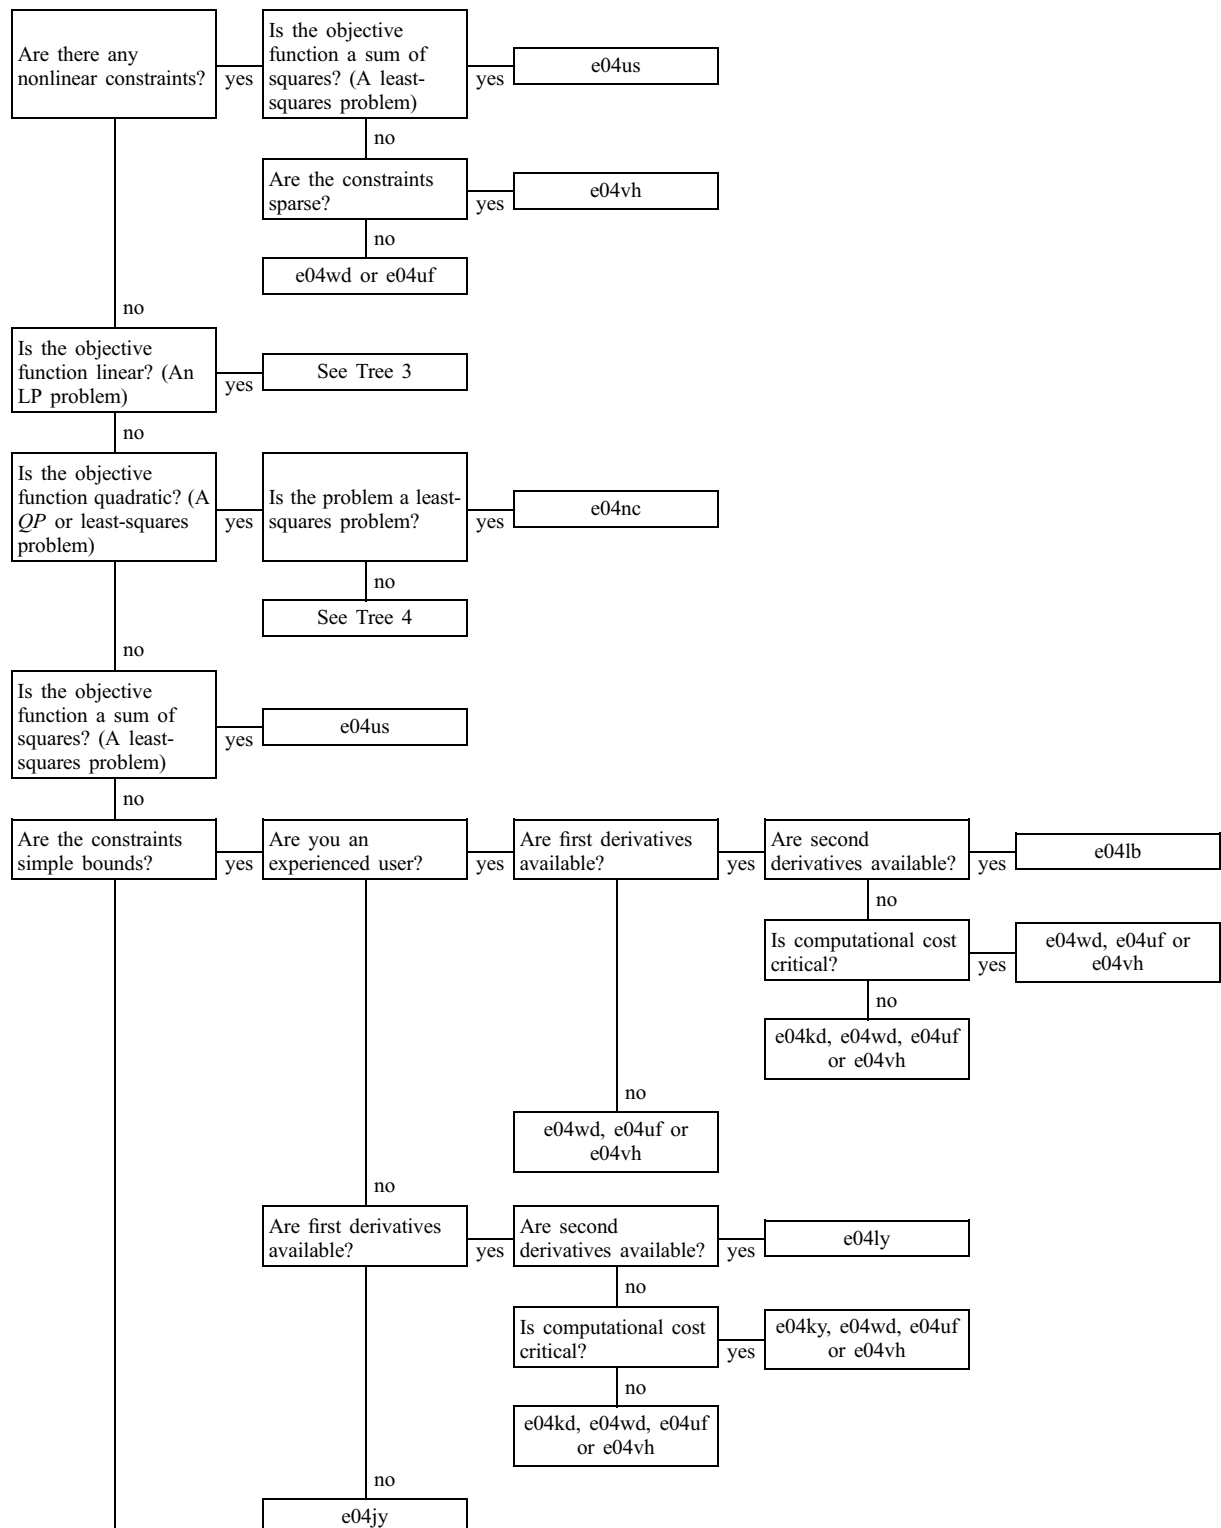 Are there any
nonlinear constraints?
yes
Is the objective
function a sum of
squares? (A least-
squares problem)
yes
e04us
no
Are the constraints
sparse?
yes
e04vh
no
e04wd or e04uf
no
Is the objective
function linear? (An
LP problem)
yes
See Tree 3
no
Is the objective
function quadratic? (A
QP or least-squares
problem)
yes
Is the problem a least-
squares problem?
yes
e04nc
no
See Tree 4
no
Is the objective
function a sum of
squares? (A least-
squares problem)
yes
e04us
no
Are the constraints
simple bounds?
yes
Are you an
experienced user?
yes
Are first derivatives
available?
yes
Are second
derivatives available?
yes
e04lb
no
Is computational cost
critical?
yes
e04wd, e04uf or
e04vh
no
e04kd, e04wd, e04uf
or e04vh
no
e04wd, e04uf or
e04vh
no
Are first derivatives
available?
yes
Are second
derivatives available?
yes
e04ly
no
Is computational cost
critical?
yes
e04ky, e04wd, e04uf
or e04vh
no
e04kd, e04wd, e04uf
or e04vh
no
e04jy